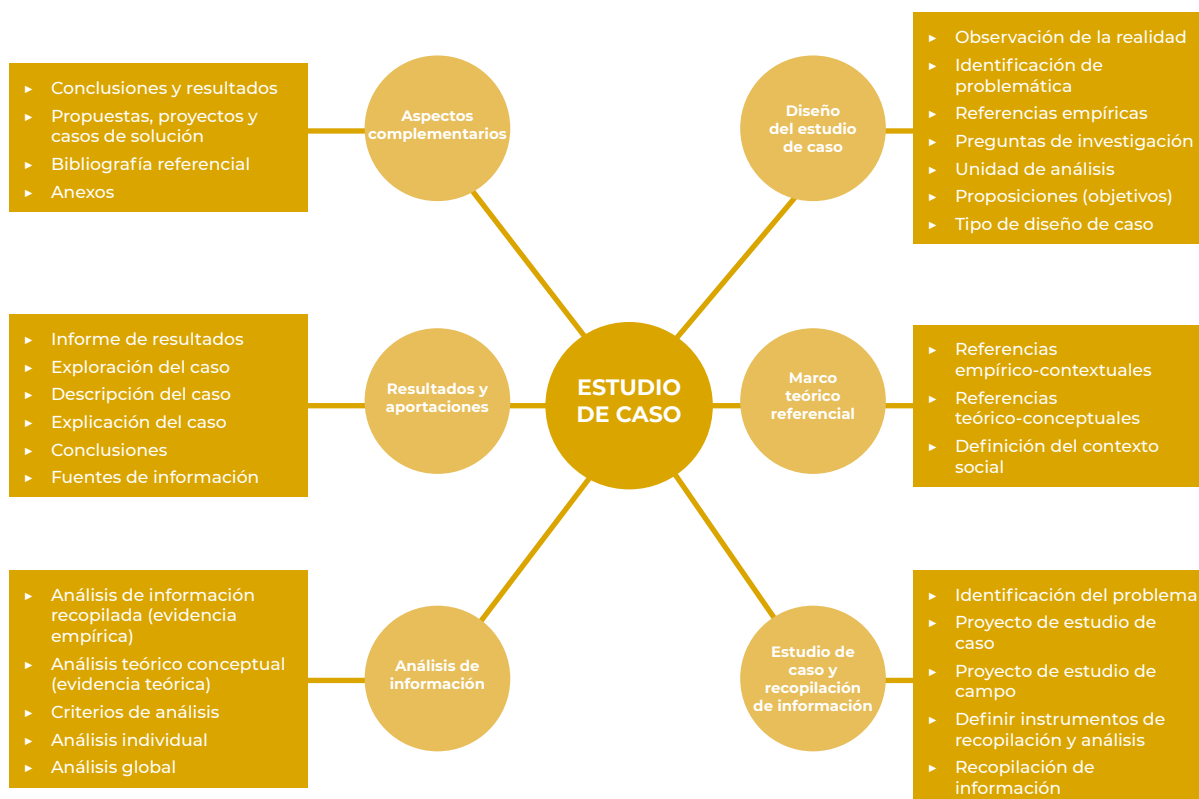 ESTUDIO
DE CASO
Diseño
del estudio
de caso
▸ Observación de la realidad
▸ Identificación de
problemática
▸ Referencias empíricas
▸ Preguntas de investigación
▸ Unidad de análisis
▸ Proposiciones (objetivos)
▸ Tipo de diseño de caso
Marco
teórico
referencial
▸ Referencias
empírico-contextuales
▸ Referencias
teórico-conceptuales
▸ Definición del contexto
social
Estudio de
caso y
recopilación
de información
▸ Identificación del problema
▸ Proyecto de estudio de
caso
▸ Proyecto de estudio de
campo
▸ Definir instrumentos de
recopilación y análisis
▸ Recopilación de
información
Análisis de
información
▸ Análisis de información
recopilada (evidencia
empírica)
▸ Análisis teórico conceptual
(evidencia teórica)
▸ Criterios de análisis
▸ Análisis individual
▸ Análisis global
Resultados y
aportaciones
▸ Informe de resultados
▸ Exploración del caso
▸ Descripción del caso
▸ Explicación del caso
▸ Conclusiones
▸ Fuentes de información
Aspectos
complementarios
▸ Conclusiones y resultados
▸ Propuestas, proyectos y
casos de solución
▸ Bibliografía referencial
▸ Anexos